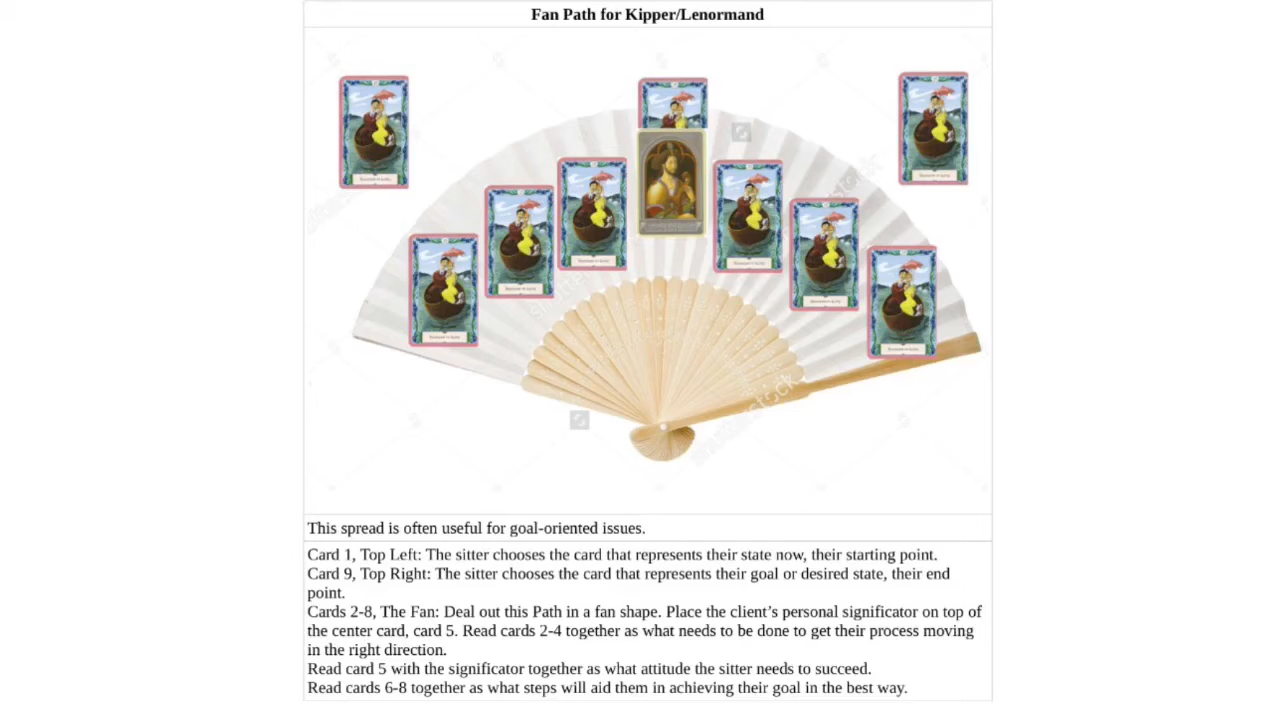 Fan Path for Kipper/Lenormand
This spread is often useful for goal-oriented issues.
Card 1, Top Left: The sitter chooses the card that represents their state now, their starting point.
Card 9, Top Right: The sitter chooses the card that represents their goal or desired state, their end
point.
Cards 2-8, The Fan: Deal out this Path in a fan shape. Place the client’s personal significator on top of
the center card, card 5. Read cards 2-4 together as what needs to be done to get their process moving
in the right direction.
Read card 5 with the significator together as what attitude the sitter needs to succeed.
Read cards 6-8 together as what steps will aid them in achieving their goal in the best way.